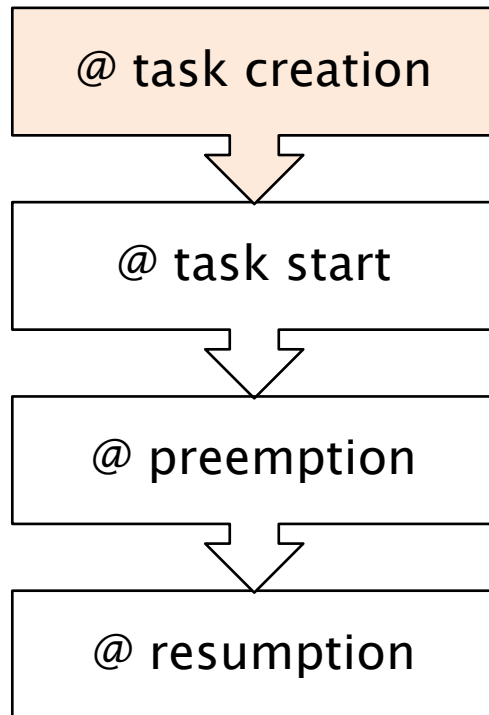 @ task creation
@ task start
@ preemption
@ resumption